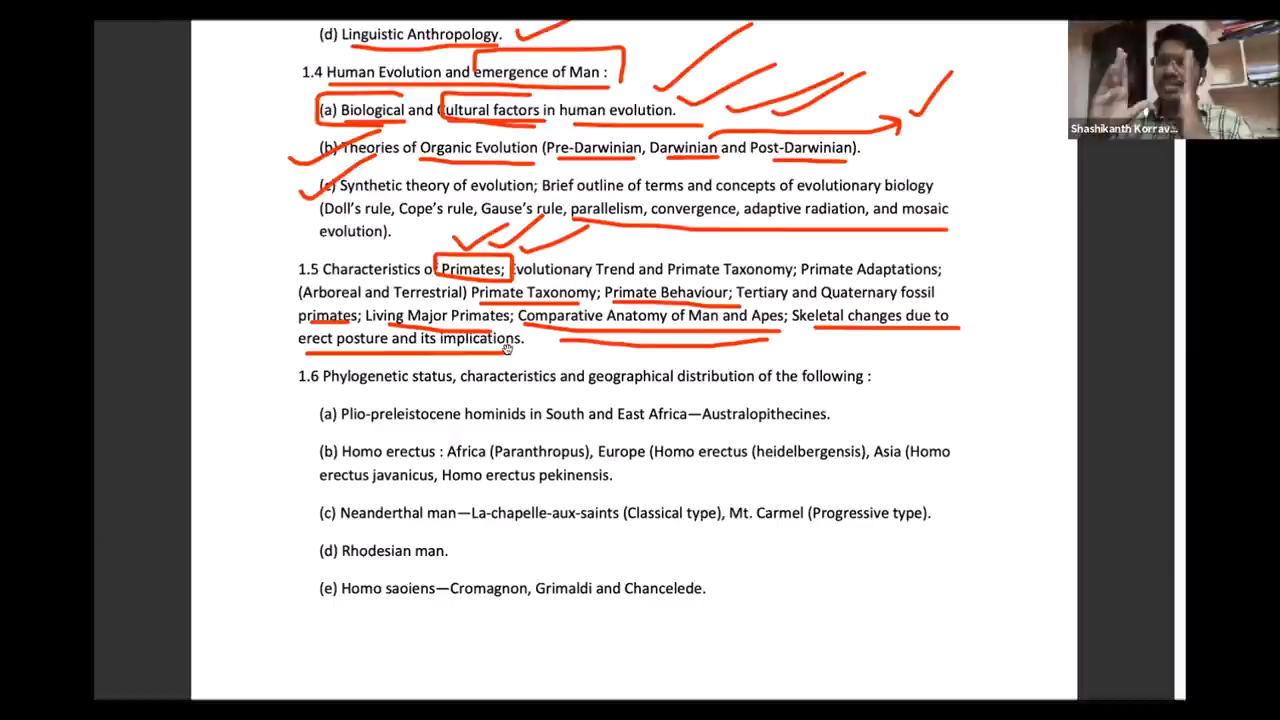 (d) Linguistic Anthropology.
1.4 Human Evolution and emergence of Man :
(a) Biological and Cultural factors in human evolution.
(b) Theories of Organic Evolution (Pre-Darwinian, Darwinian and Post-Darwinian).
(c) Synthetic theory of evolution; Brief outline of terms and concepts of evolutionary biology
(Doll's rule, Cope's rule, Gause's rule, parallelism, convergence, adaptive radiation, and mosaic
evolution).
1.5 Characteristics of Primates; Evolutionary Trend and Primate Taxonomy; Primate Adaptations;
(Arboreal and Terrestrial) Primate Taxonomy; Primate Behaviour; Tertiary and Quaternary fossil
primates; Living Major Primates; Comparative Anatomy of Man and Apes; Skeletal changes due to
erect posture and its implications.
1.6 Phylogenetic status, characteristics and geographical distribution of the following :
(a) Plio-preleistocene hominids in South and East Africa—Australopithecines.
(b) Homo erectus : Africa (Paranthropus), Europe (Homo erectus (heidelbergensis), Asia (Homo
erectus javanicus, Homo erectus pekinensis.
(c) Neanderthal man—La-chapelle-aux-saints (Classical type), Mt. Carmel (Progressive type).
(d) Rhodesian man.
(e) Homo saoiens—Cromagnon, Grimaldi and Chancelede.
Shashikanth Korrav...